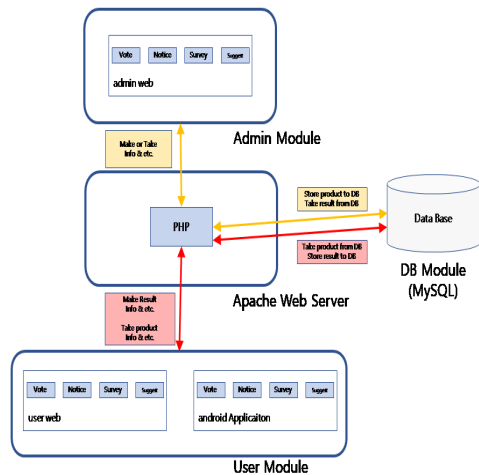 Vote Notice Survey Suggest
admin web
Admin Module
Make or Take
Info & etc.
Store product to DB
Take result from DB
PHP
Data Base
Take product from DB
Store result to DB
DB Module
(MySQL)
Apache Web Server
Make Result
Info & etc.
Take product
Info & etc.
Vote Notice Survey Suggest
user web
Vote Notice Survey Suggest
android Applicaiton
User Module